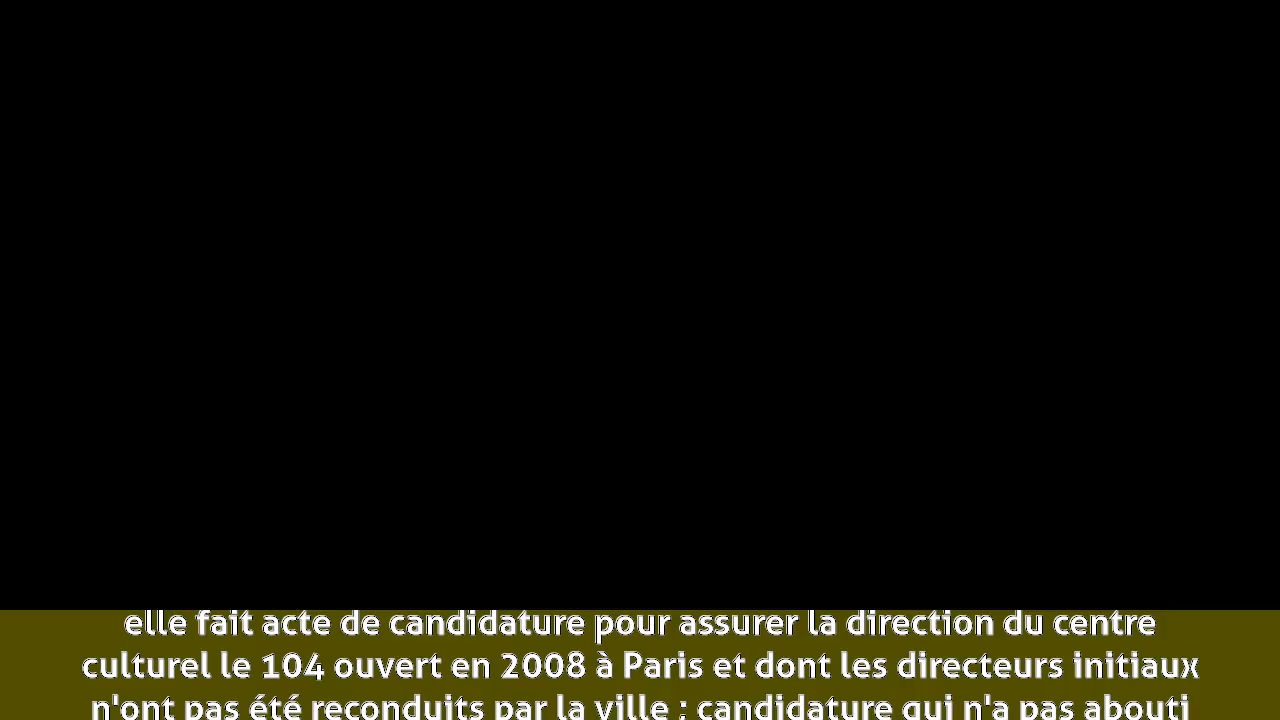 elle fait acte de candidature pour assurer la direction du centre
culturel le 104 ouvert en 2008 à Paris et dont les directeurs initiaux
n'ont pas été reconduits par la ville ; candidature qui n'a pas abouti